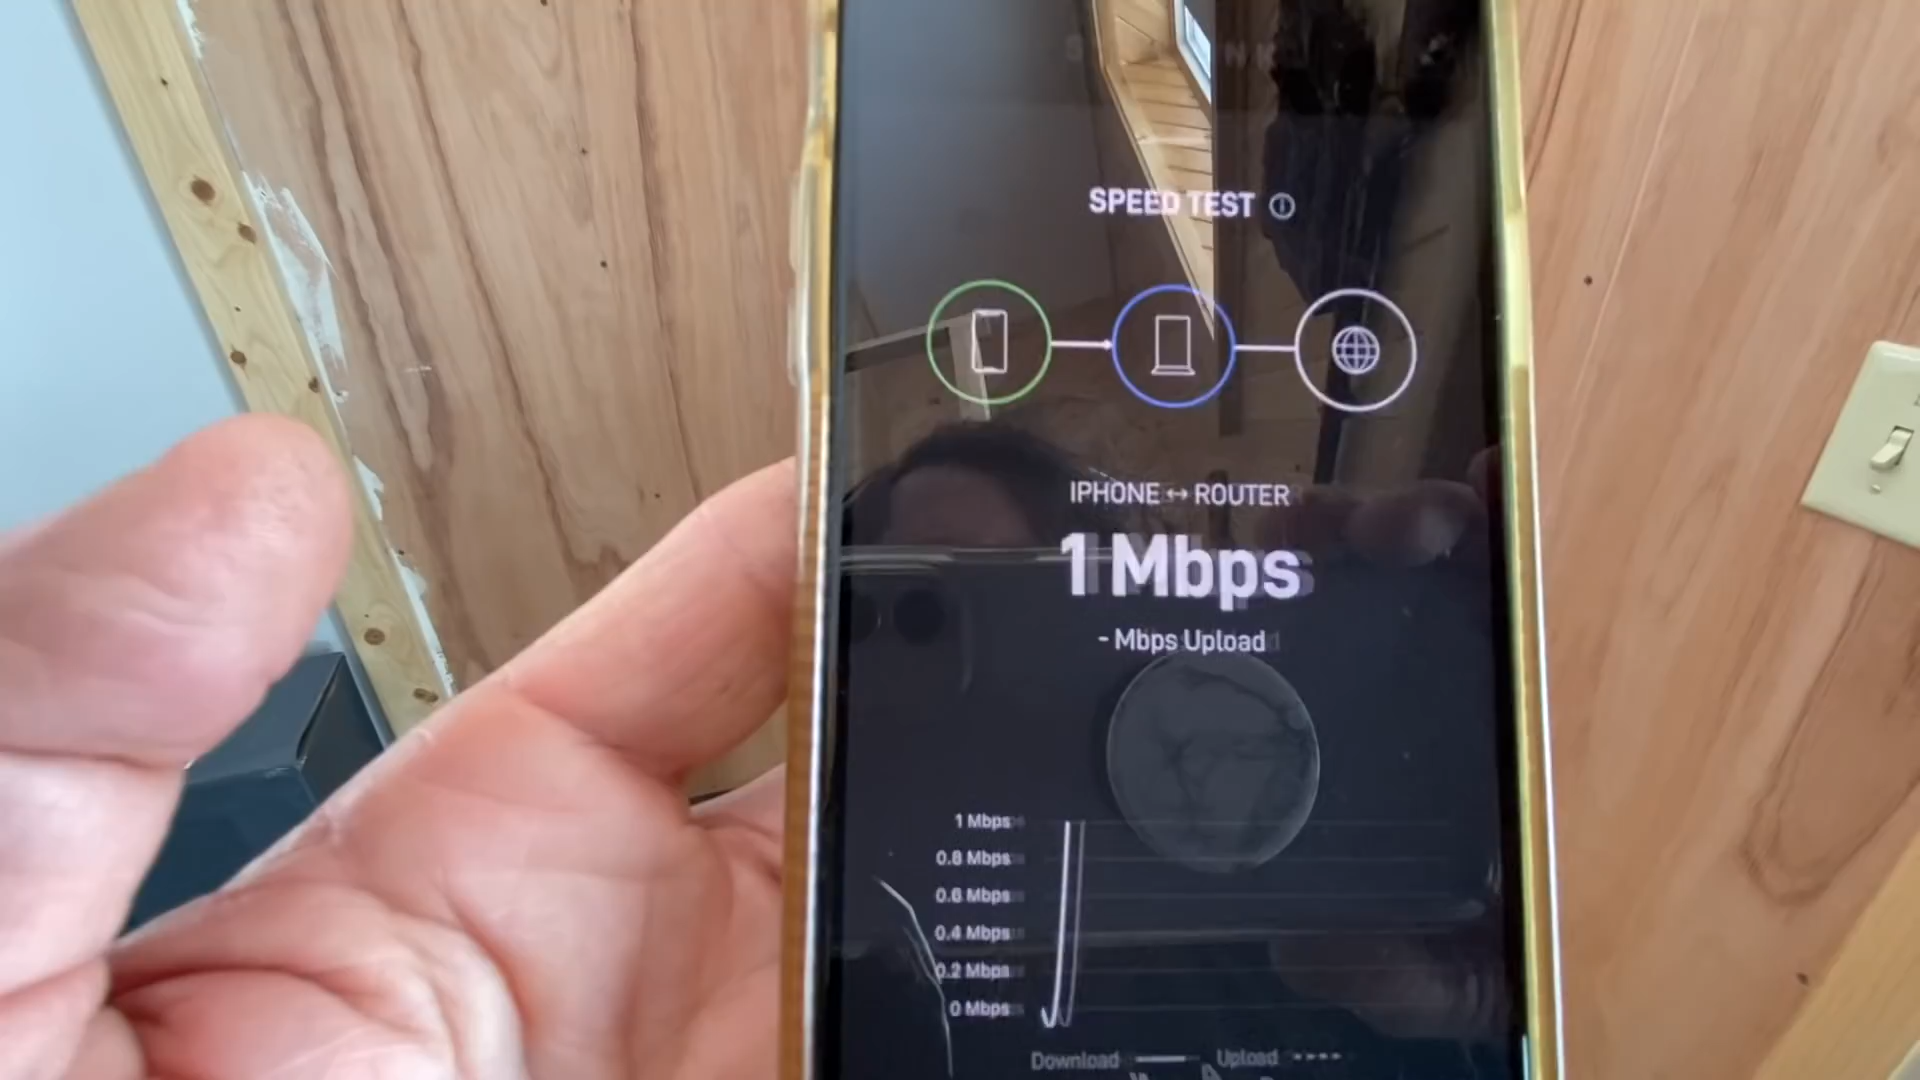 SPEED TEST
IPHONE ↔ ROUTER
1 Mbps
- Mbps Upload
1 Mbps
0.8 Mbps
0.6 Mbps
0.4 Mbps
0.2 Mbps
0 Mbps
Download Upload